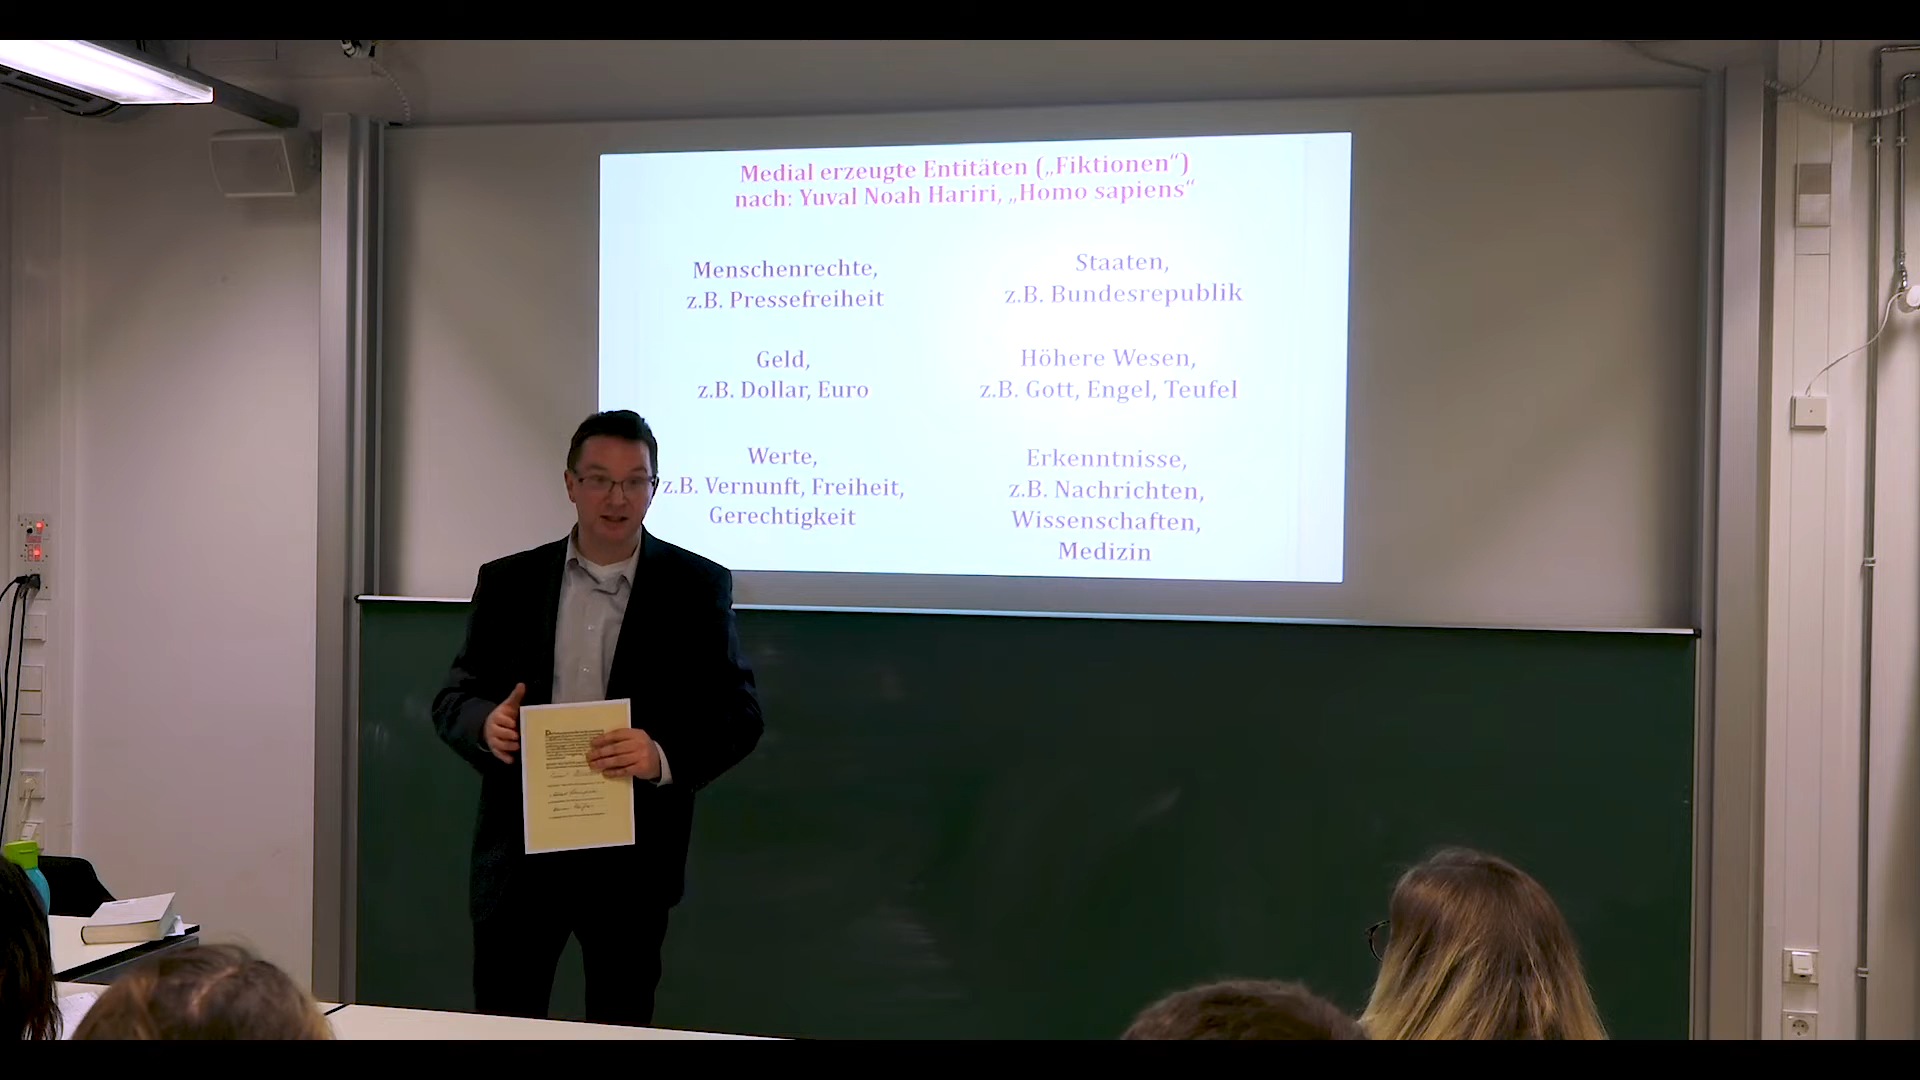 Medial erzeugte Entitäten („Fiktionen“)
nach: Yuval Noah Hariri, „Homo sapiens“
Menschenrechte,
z.B. Pressefreiheit
Staaten,
z.B. Bundesrepublik
Geld,
z.B. Dollar, Euro
Höhere Wesen,
z.B. Gott, Engel, Teufel
Werte,
z.B. Vernunft, Freiheit,
Gerechtigkeit
Erkenntnisse,
z.B. Nachrichten,
Wissenschaften,
Medizin